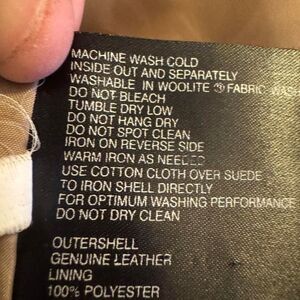 MACHINE WASH COLD
INSIDE OUT AND SEPARATELY
WASHABLE IN WOOLITE ® FABRIC WASH
DO NOT BLEACH
TUMBLE DRY LOW
DO NOT HANG DRY
DO NOT SPOT CLEAN
IRON ON REVERSE SIDE
WARM IRON AS NEEDED
USE COTTON CLOTH OVER SUEDE
TO IRON SHELL DIRECTLY
FOR OPTIMUM WASHING PERFORMANCE
DO NOT DRY CLEAN
OUTERSHELL
GENUINE LEATHER
LINING
100% POLYESTER